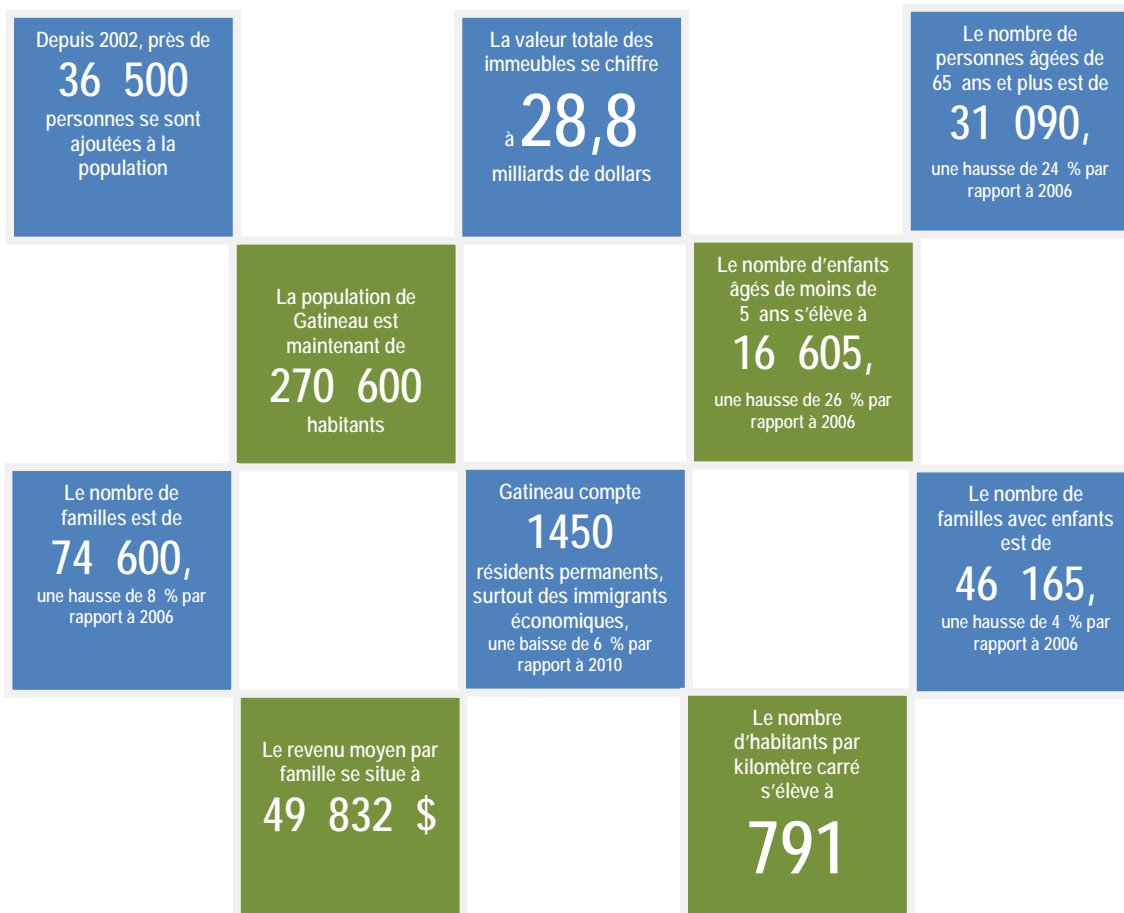 Depuis 2002, près de
36 500
personnes se sont
ajoutées à la
population
La valeur totale des
immeubles se chiffre
à 28,8
milliards de dollars
Le nombre de
personnes âgées de
65 ans et plus est de
31 090,
une hausse de 24 % par
rapport à 2006
La population de
Gatineau est
maintenant de
270 600
habitants
Le nombre d'enfants
âgés de moins de
5 ans s'élève à
16 605,
une hausse de 26 % par
rapport à 2006
Le nombre de
familles est de
74 600,
une hausse de 8 % par
rapport à 2006
Gatineau compte
1450
résidents permanents,
surtout des immigrants
économiques,
une baisse de 6 % par
rapport à 2010
Le nombre de
familles avec enfants
est de
46 165,
une hausse de 4 % par
rapport à 2006
Le revenu moyen par
famille se situe à
49 832 $
Le nombre
d'habitants par
kilomètre carré
s'élève à
791